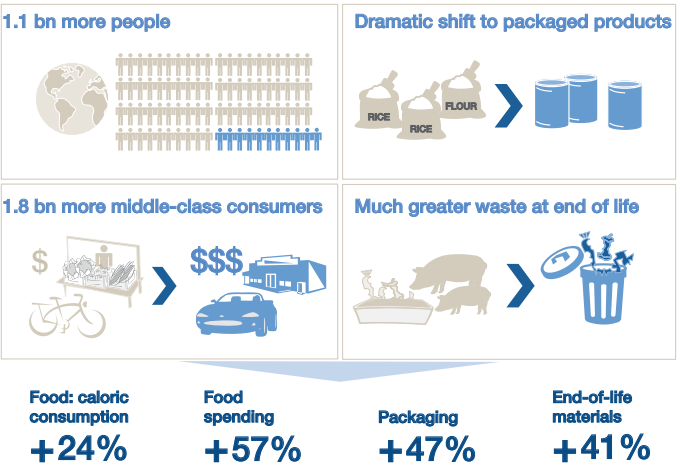 1.1 bn more people
Dramatic shift to packaged products
RICE
RICE
FLOUR
1.8 bn more middle-class consumers
Much greater waste at end of life
$
$$$
Food: caloric
consumption
+24%
Food
spending
+57%
Packaging
+47%
End-of-life
materials
+41%